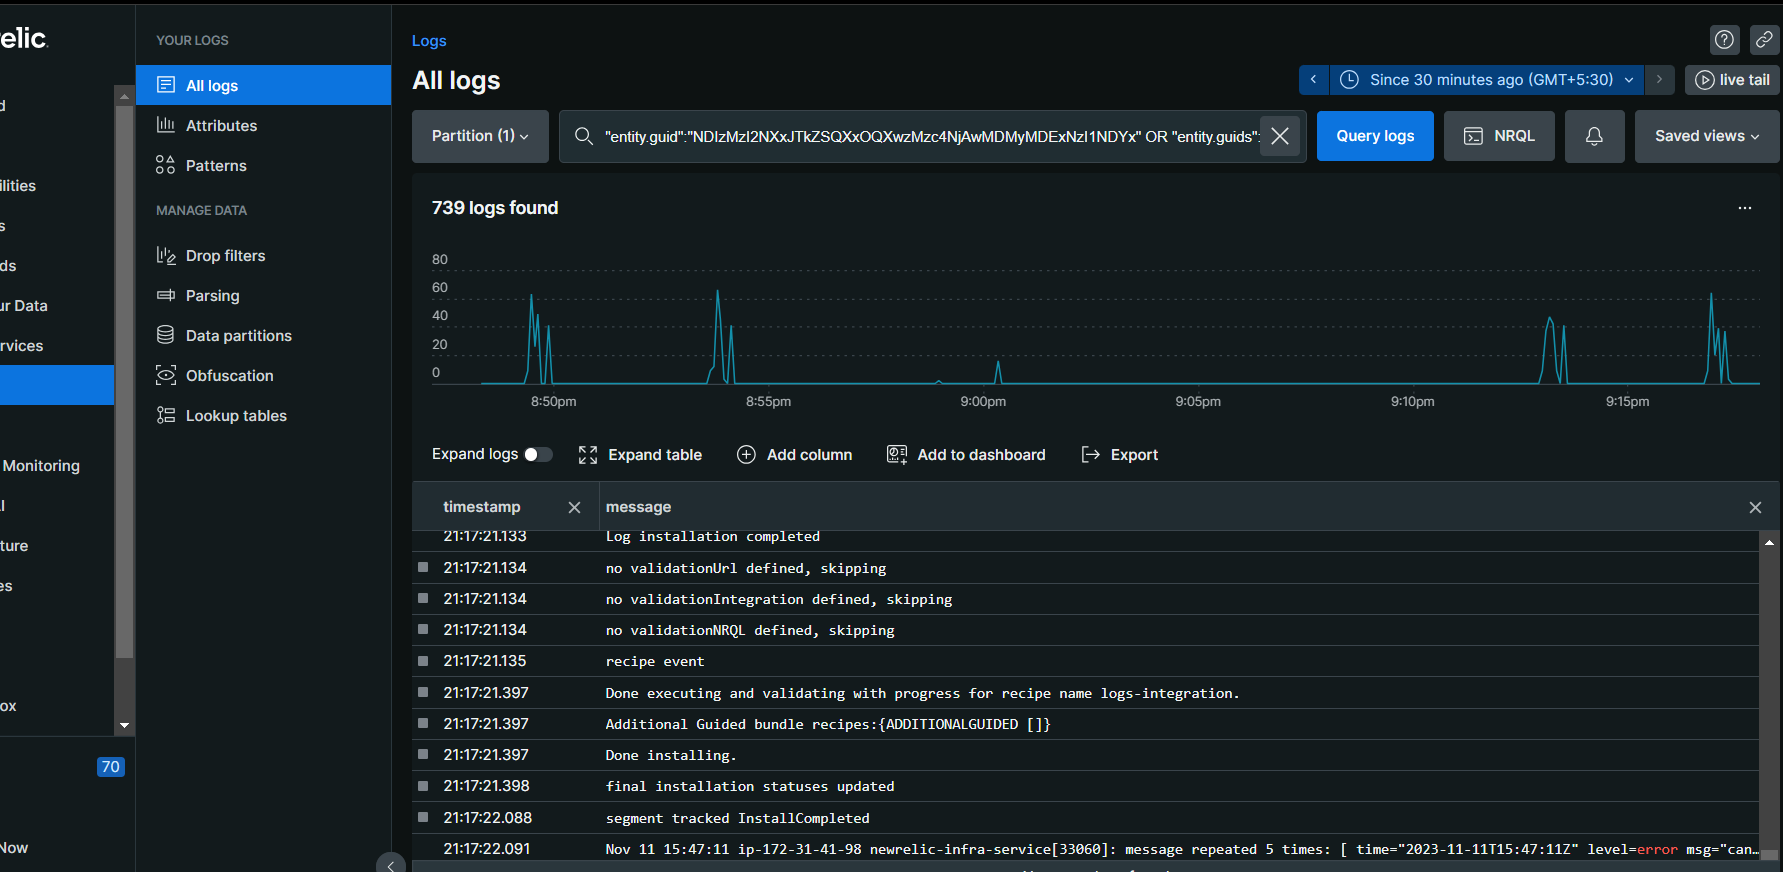 elic.
d
ilities
s
ds
ur Data
rvices
Monitoring
l
ture
es
ox
70
Now
YOUR LOGS
All logs
Attributes
Patterns
MANAGE DATA
Drop filters
Parsing
Data partitions
Obfuscation
Lookup tables
Logs
All logs
Since 30 minutes ago (GMT+5:30)
live tail
Partition (1)
"entity.guid":"NDIzMzI2NXxJTkZSQXxOQXwzMzc4NjAwMDMyMDExNzI1NDYx" OR "entity.guids":
Query logs
NRQL
Saved views
739 logs found
...
80
60
40
20
0
8:50pm 8:55pm 9:00pm 9:05pm 9:10pm 9:15pm
Expand logs Expand table Add column Add to dashboard Export
timestamp message
21:17:21.133 Log installation completed
21:17:21.134 no validationUrl defined, skipping
21:17:21.134 no validationIntegration defined, skipping
21:17:21.134 no validationNRQL defined, skipping
21:17:21.135 recipe event
21:17:21.397 Done executing and validating with progress for recipe name logs-integration.
21:17:21.397 Additional Guided bundle recipes:{ADDITIONALGUIDED []}
21:17:21.397 Done installing.
21:17:21.398 final installation statuses updated
21:17:22.088 segment tracked InstallCompleted
21:17:22.091 Nov 11 15:47:11 ip-172-31-41-98 newrelic-infra-service[33060]: message repeated 5 times: [ time="2023-11-11T15:47:11Z" level=error msg="can…